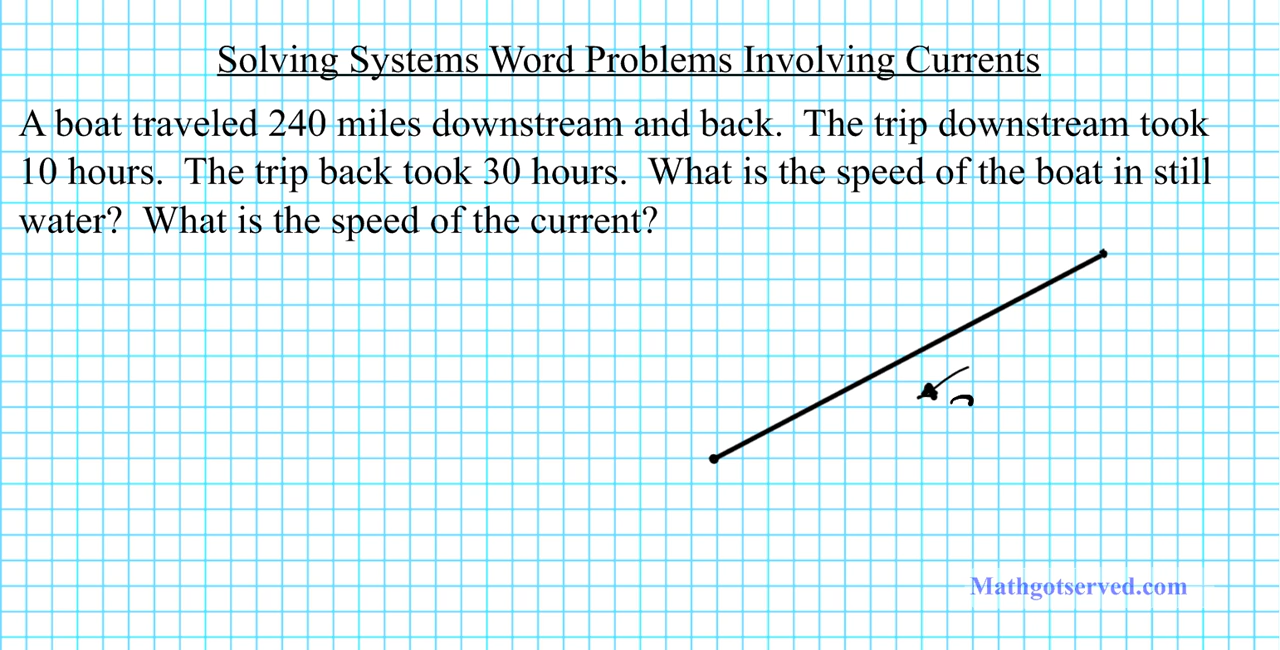 Solving Systems Word Problems Involving Currents
A boat traveled 240 miles downstream and back. The trip downstream took
10 hours. The trip back took 30 hours. What is the speed of the boat in still
water? What is the speed of the current?
Mathgotserved.com